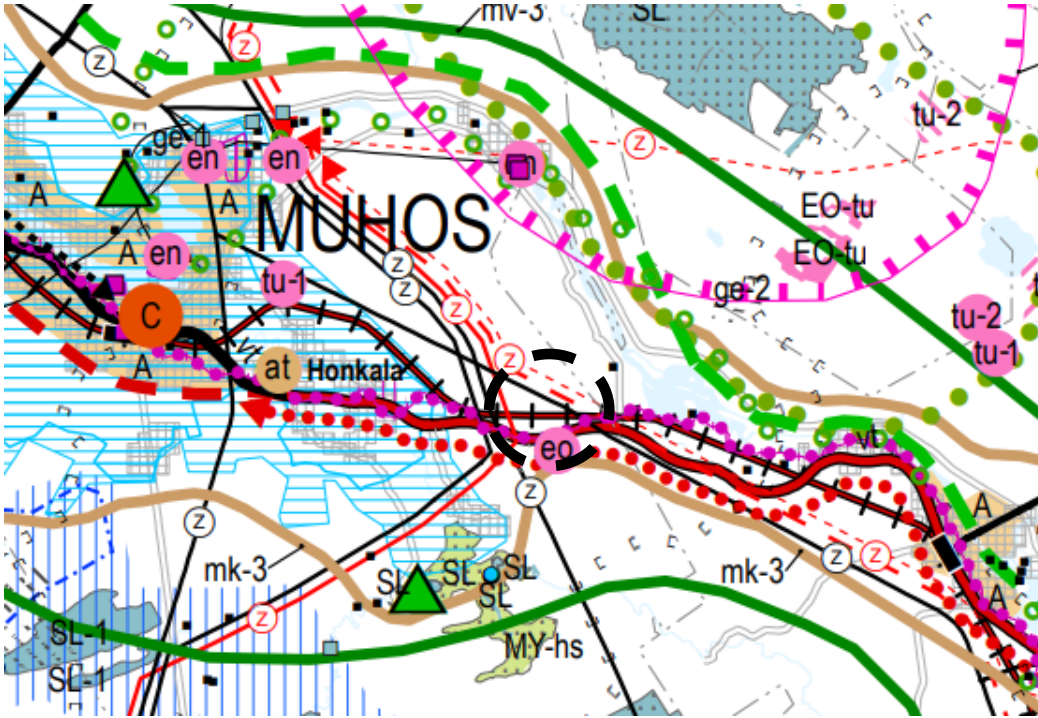 mv-3
SL
z
z
ge-1
tu-2
z
en
en
en
A
A
MUHOS
EO-tu
A
en
EO-tu
z
tu-1
z
ge-2
C
z
tu-2
vt
z
tu-1
A
at
Honkala
eo
vt
z
z
A
z
z
mk-3
SL
SL
SL
mk-3
SL
A
z
SL-1
MY-hs
SL-1